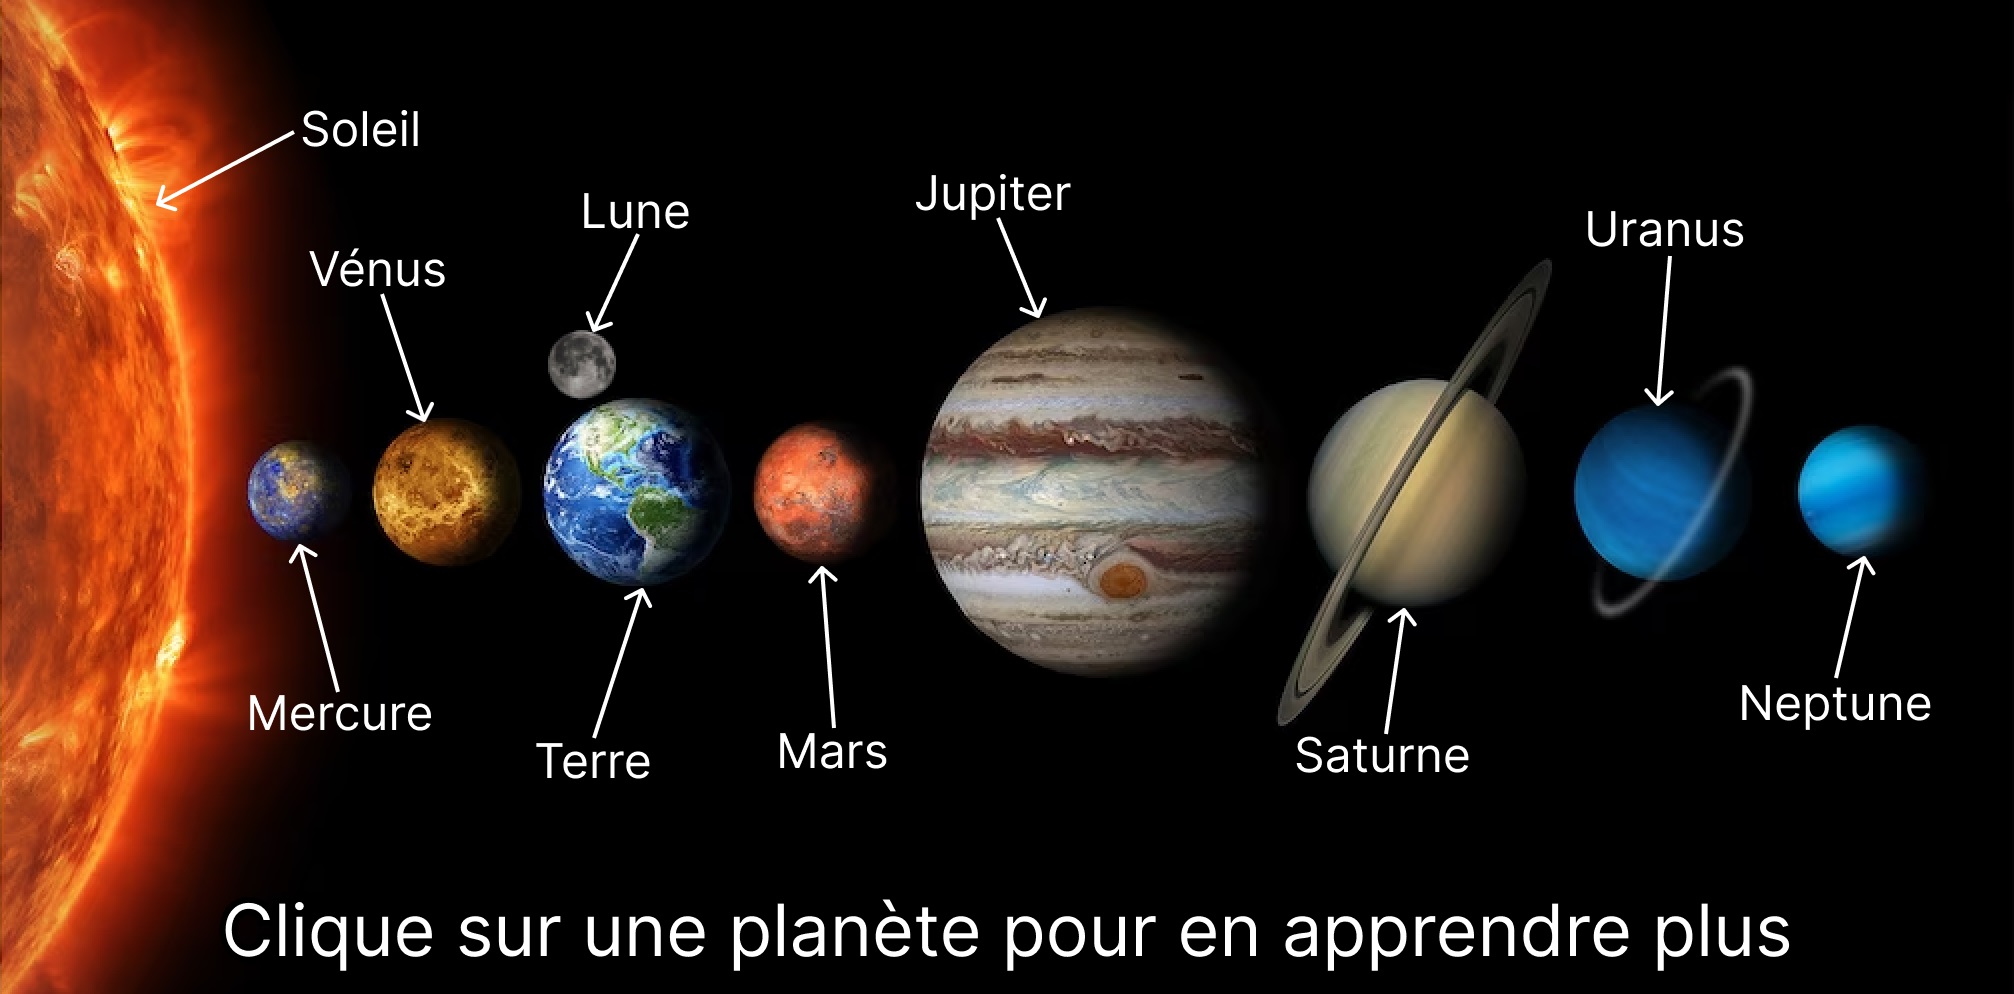 Soleil
Lune
Jupiter
Uranus
Vénus
Mercure
Terre
Mars
Saturne
Neptune
Clique sur une planète pour en apprendre plus